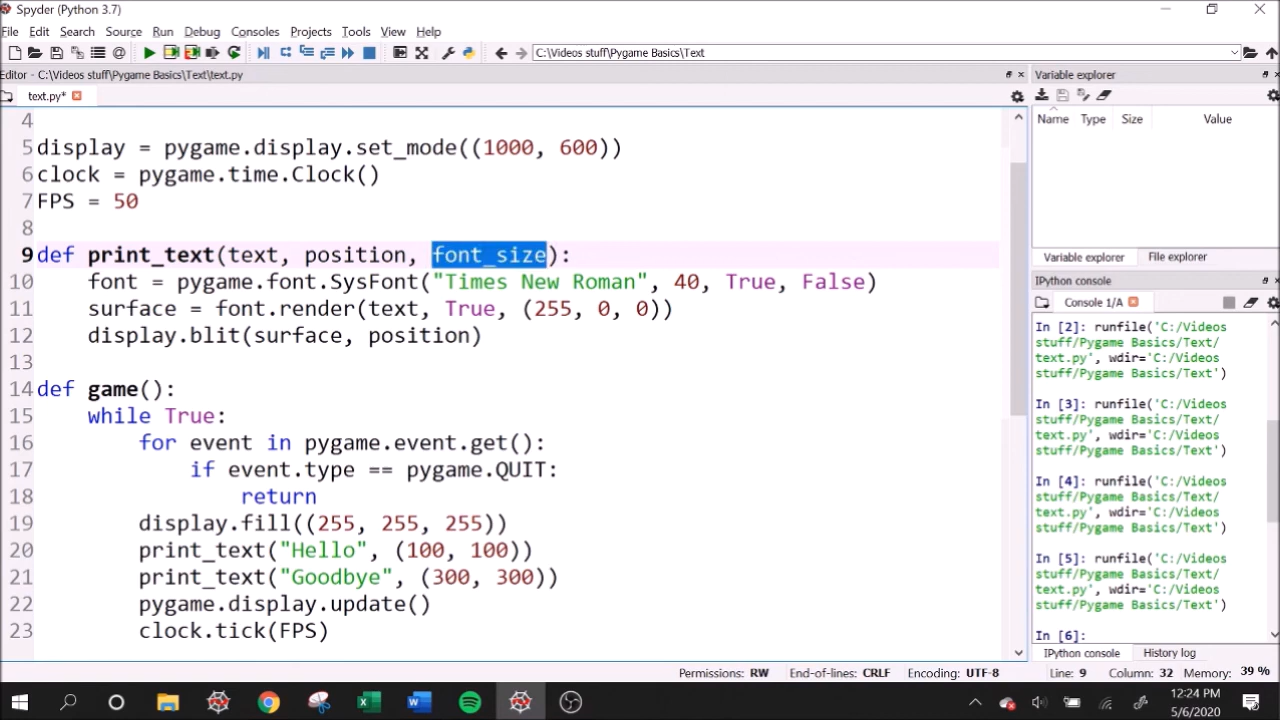 Spyder (Python 3.7)
File Edit Search Source Run Debug Consoles Projects Tools View Help
C:\Videos stuff\Pygame Basics\Text
Editor - C:\Videos stuff\Pygame Basics\Text\text.py
text.py*
4
5 display = pygame.display.set_mode((1000, 600))
6 clock = pygame.time.Clock()
7 FPS = 50
8
9 def print_text(text, position, font_size):
10     font = pygame.font.SysFont("Times New Roman", 40, True, False)
11     surface = font.render(text, True, (255, 0, 0))
12     display.blit(surface, position)
13
14 def game():
15     while True:
16         for event in pygame.event.get():
17             if event.type == pygame.QUIT:
18                 return
19         display.fill((255, 255, 255))
20         print_text("Hello", (100, 100))
21         print_text("Goodbye", (300, 300))
22         pygame.display.update()
23         clock.tick(FPS)
Variable explorer
Name Type Size Value
Variable explorer File explorer
IPython console
Console 1/A
In [2]: runfile('C:/Videos
stuff/Pygame Basics/Text/
text.py', wdir='C:/Videos
stuff/Pygame Basics/Text')
In [3]: runfile('C:/Videos
stuff/Pygame Basics/Text/
text.py', wdir='C:/Videos
stuff/Pygame Basics/Text')
In [4]: runfile('C:/Videos
stuff/Pygame Basics/Text/
text.py', wdir='C:/Videos
stuff/Pygame Basics/Text')
In [5]: runfile('C:/Videos
stuff/Pygame Basics/Text/
text.py', wdir='C:/Videos
stuff/Pygame Basics/Text')
In [6]:
IPython console History log
Permissions: RW End-of-lines: CRLF Encoding: UTF-8 Line: 9 Column: 32 Memory: 39 %
12:24 PM
5/6/2020